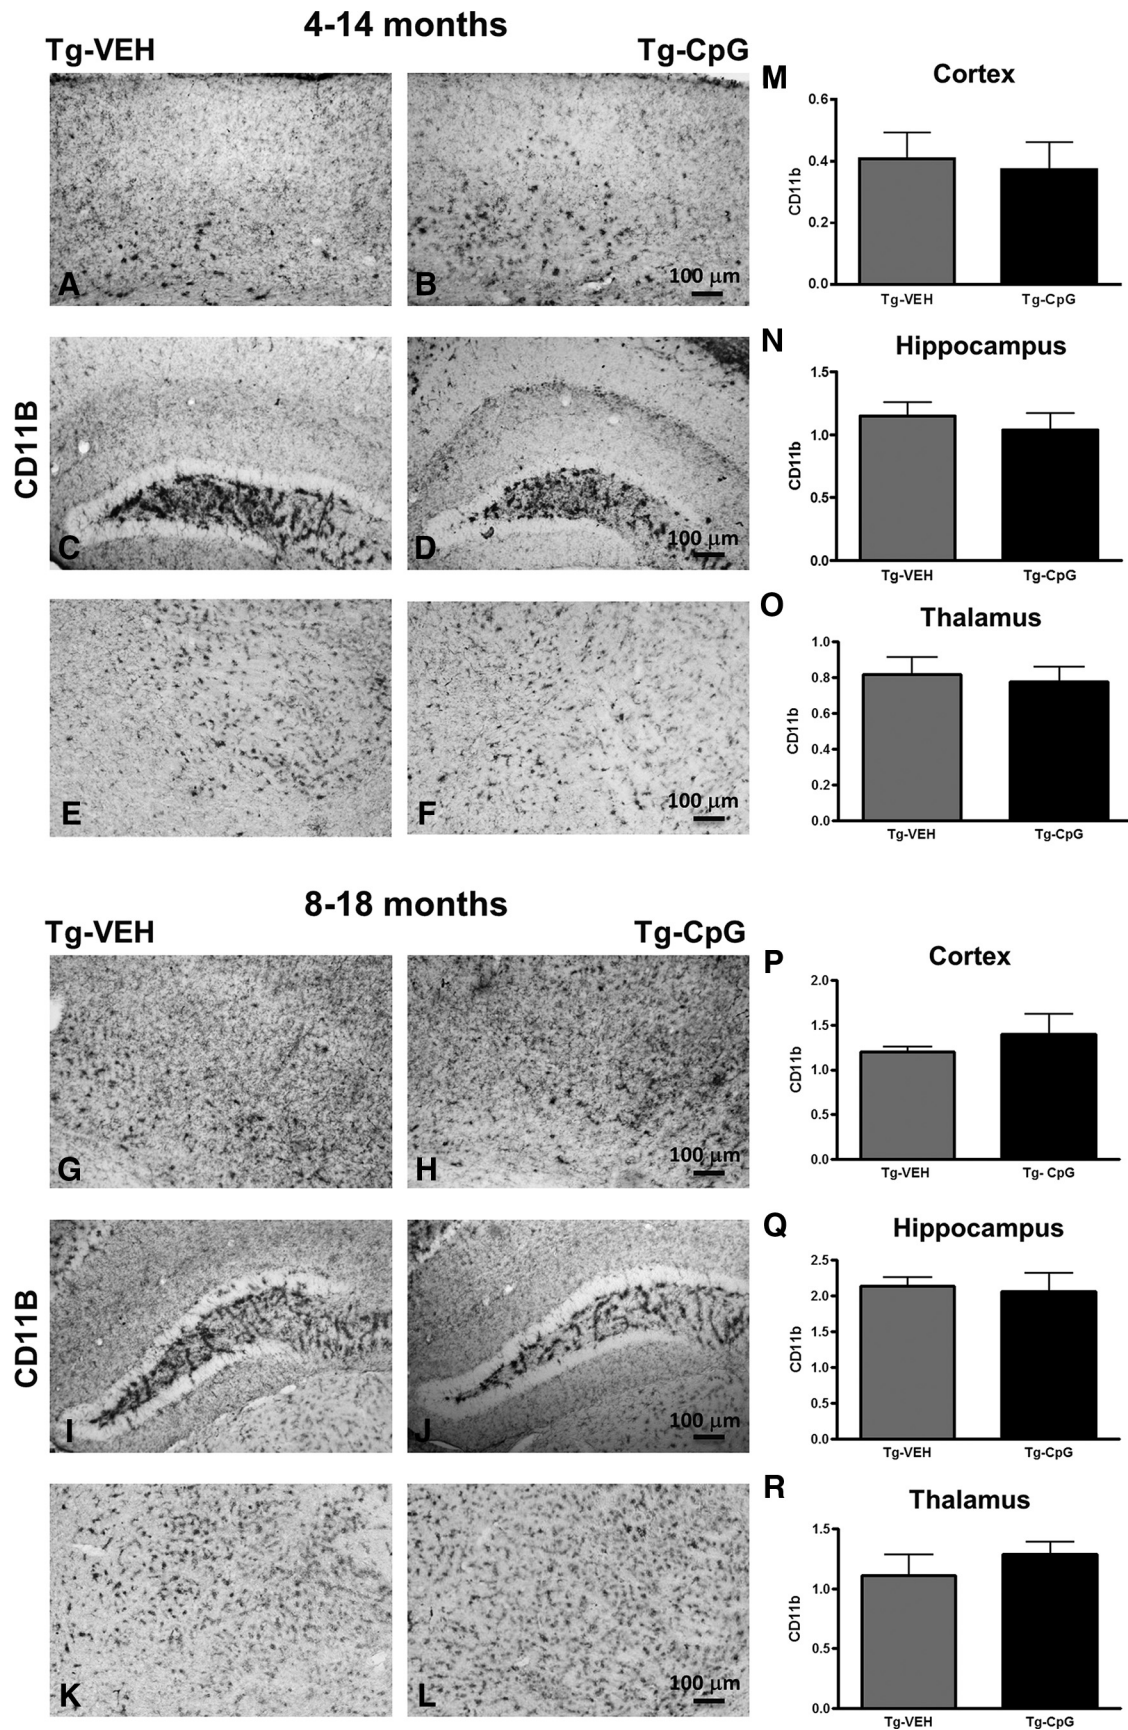 4-14 months
Tg-VEH
Tg-CpG
CD11B
A
B
100 μm
C
D
100 μm
E
F
100 μm
M
Cortex
CD11b
0.6
0.4
0.2
0.0
Tg-VEH
Tg-CpG
N
Hippocampus
CD11b
1.5
1.0
0.5
0.0
Tg-VEH
Tg-CpG
O
Thalamus
CD11b
1.0
0.8
0.6
0.4
0.2
0.0
Tg-VEH
Tg-CpG
8-18 months
Tg-VEH
Tg-CpG
CD11B
G
H
100 μm
I
J
100 μm
K
L
100 μm
P
Cortex
CD11b
2.0
1.5
1.0
0.5
0.0
Tg-VEH
Tg- CpG
Q
Hippocampus
CD11b
2.5
2.0
1.5
1.0
0.5
0.0
Tg-VEH
Tg-CpG
R
Thalamus
CD11b
1.5
1.0
0.5
0.0
Tg-VEH
Tg-CpG